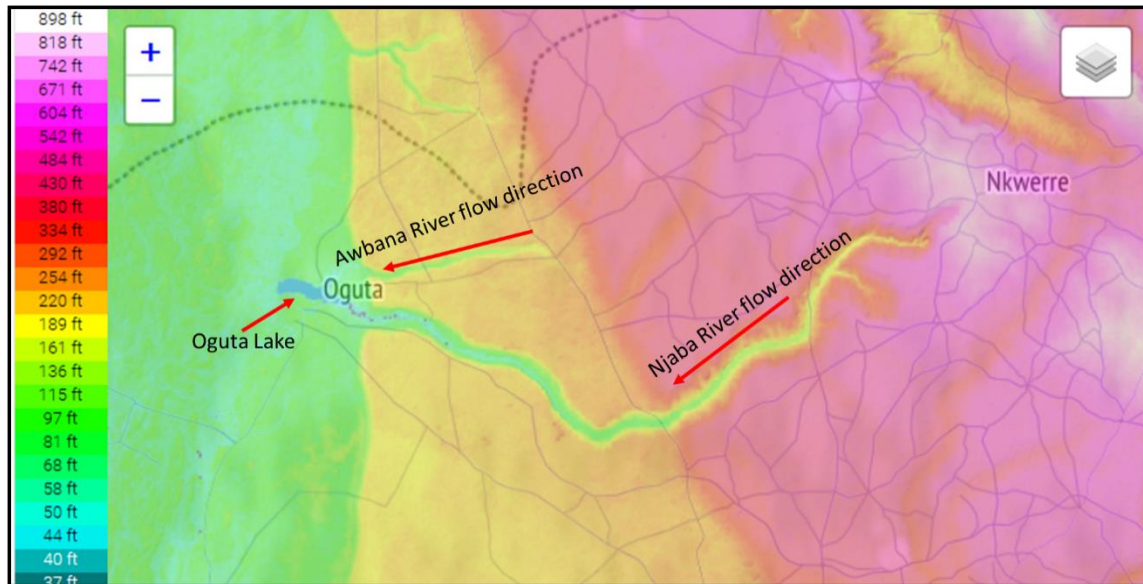 898 ft
818 ft
742 ft
671 ft
604 ft
542 ft
484 ft
430 ft
380 ft
334 ft
292 ft
254 ft
220 ft
189 ft
161 ft
136 ft
115 ft
97 ft
81 ft
68 ft
58 ft
50 ft
44 ft
40 ft
37 ft
+
−
Nkwerre
Awbana River flow direction
Oguta
Njaba River flow direction
Oguta Lake